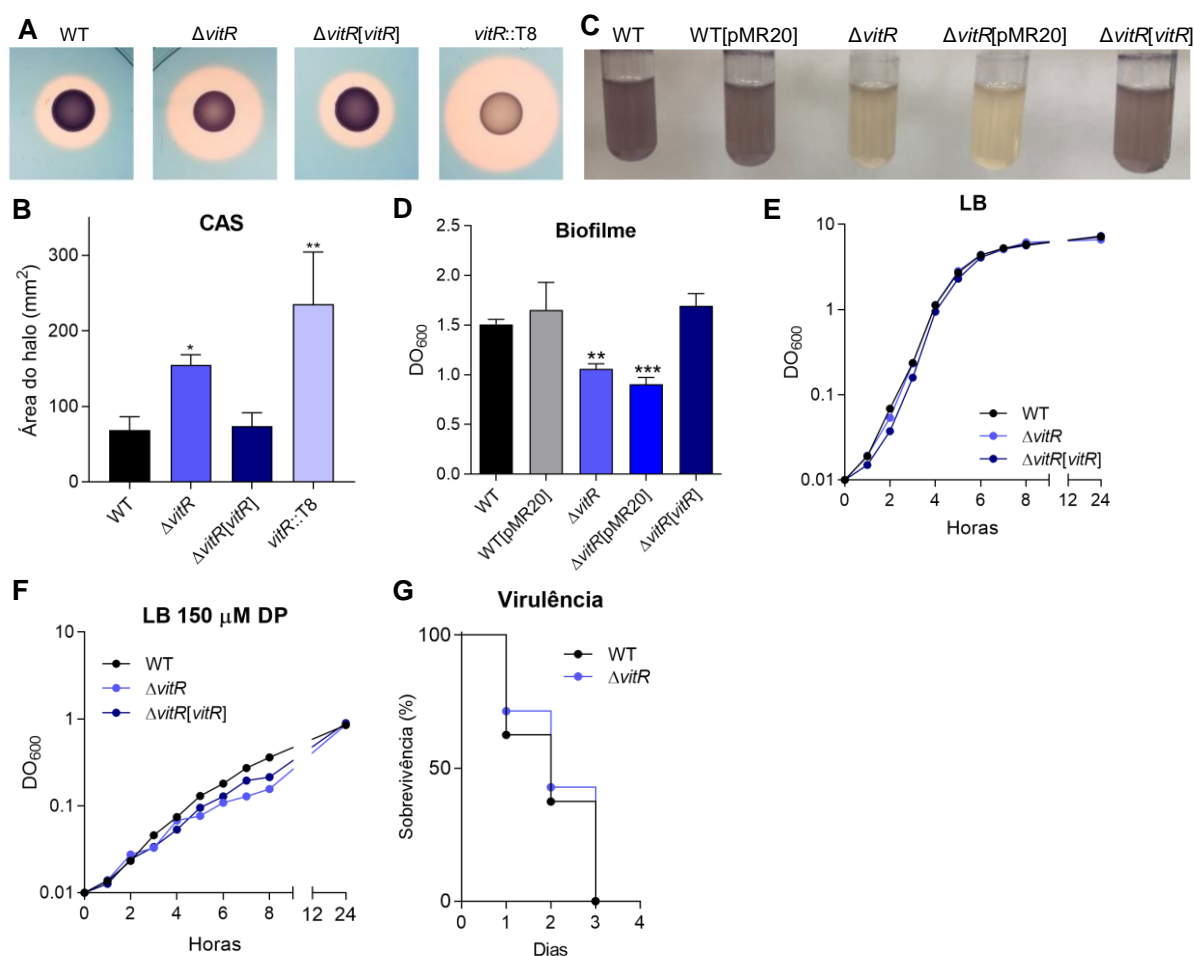 A
WT
ΔvitR
ΔvitR[vitR]
vitR::T8
C
WT
WT[pMR20]
ΔvitR
ΔvitR[pMR20]
ΔvitR[vitR]
B
CAS
Área do halo (mm²)
300
200
100
0
WT
ΔvitR
ΔvitR[vitR]
vitR::T8
*
**
D
Biofilme
DO₆₀₀
2.5
2.0
1.5
1.0
0.5
0.0
**
***
WT
WT[pMR20]
ΔvitR
ΔvitR[pMR20]
ΔvitR[vitR]
E
LB
DO₆₀₀
10
1
0.1
0.01
WT
ΔvitR
ΔvitR[vitR]
0 2 4 6 8 12 24
Horas
F
LB 150 μM DP
DO₆₀₀
10
1
0.1
0.01
WT
ΔvitR
ΔvitR[vitR]
0 2 4 6 8 12 24
Horas
G
Virulência
Sobrevivência (%)
100
50
0
WT
ΔvitR
0 1 2 3 4
Dias